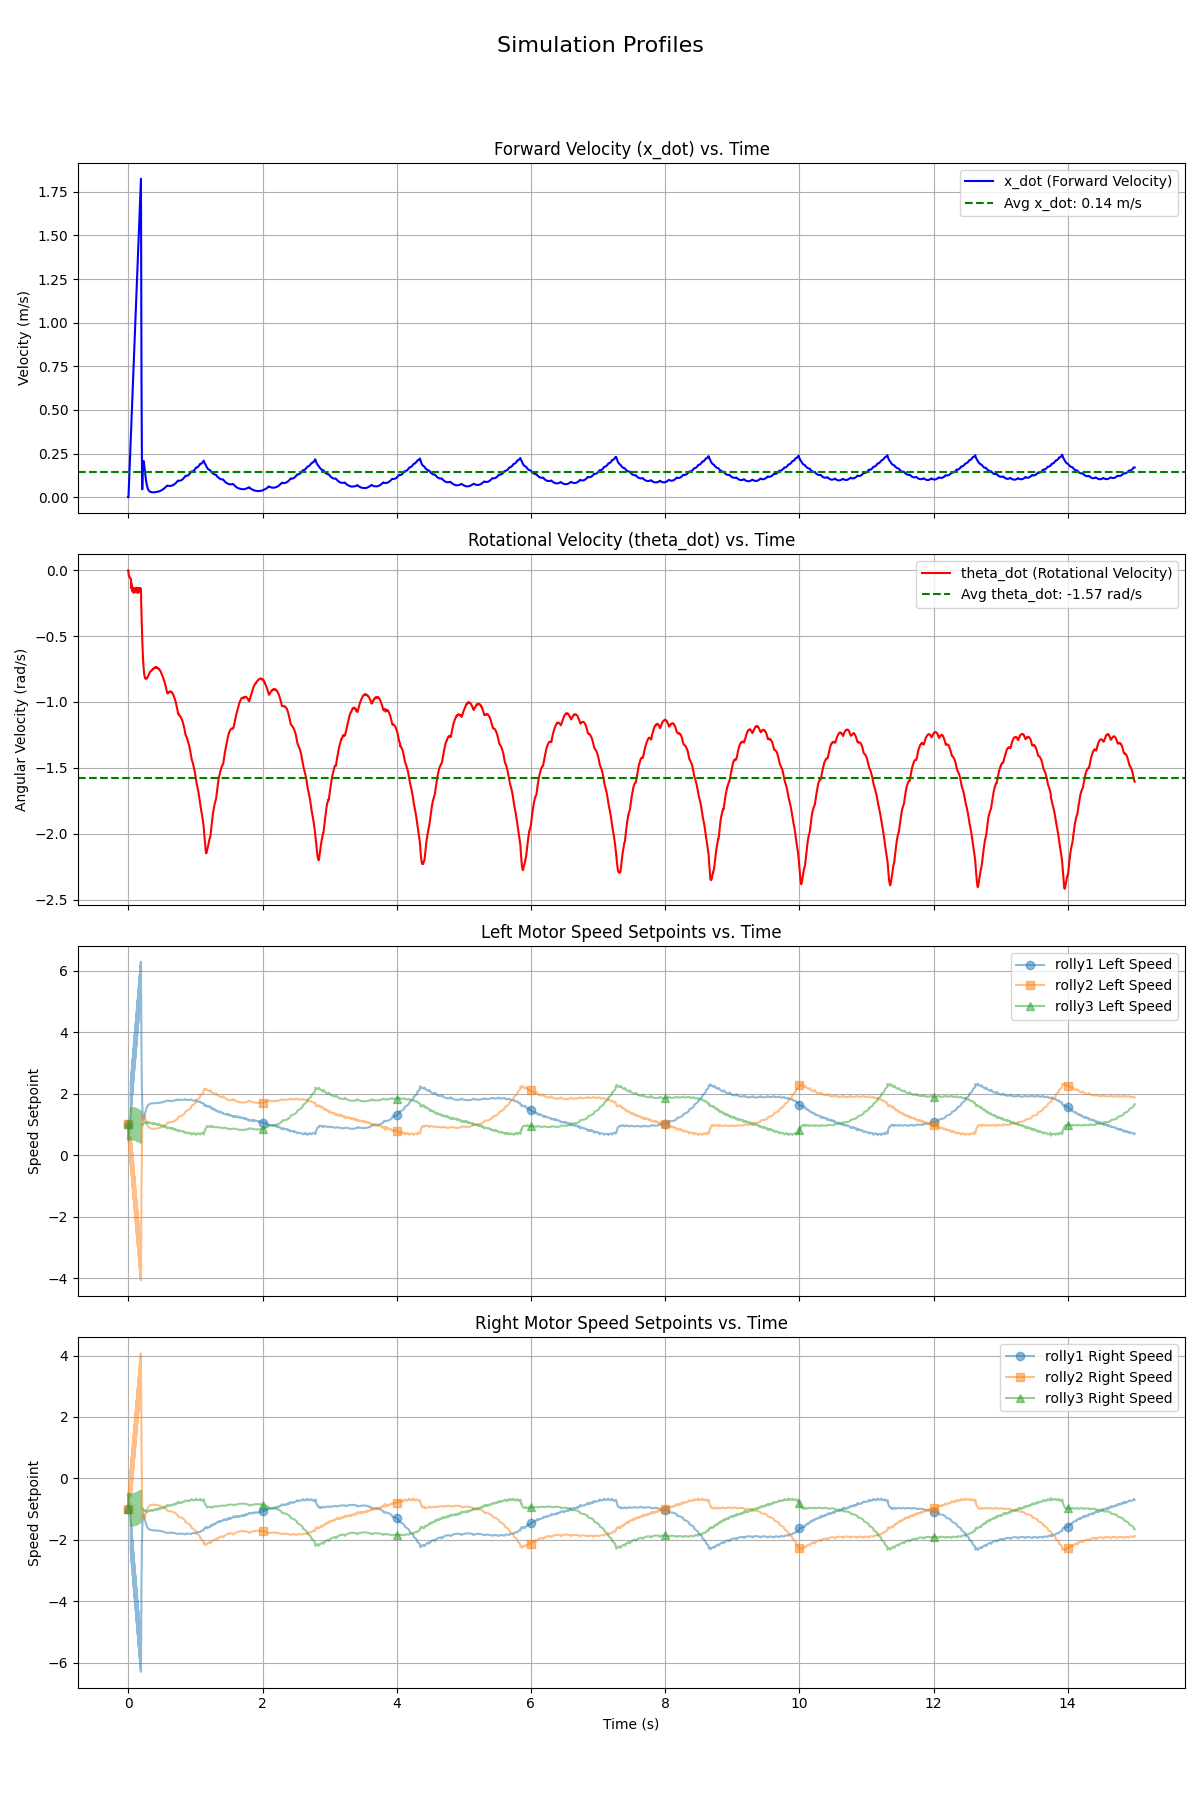 Simulation Profiles
Forward Velocity (x_dot) vs. Time
x_dot (Forward Velocity)
Avg x_dot: 0.14 m/s
Velocity (m/s)
1.75
1.50
1.25
1.00
0.75
0.50
0.25
0.00
Rotational Velocity (theta_dot) vs. Time
theta_dot (Rotational Velocity)
Avg theta_dot: -1.57 rad/s
Angular Velocity (rad/s)
0.0
−0.5
−1.0
−1.5
−2.0
−2.5
Left Motor Speed Setpoints vs. Time
rolly1 Left Speed
rolly2 Left Speed
rolly3 Left Speed
Speed Setpoint
6
4
2
0
−2
−4
Right Motor Speed Setpoints vs. Time
rolly1 Right Speed
rolly2 Right Speed
rolly3 Right Speed
Speed Setpoint
4
2
0
−2
−4
−6
0 2 4 6 8 10 12 14
Time (s)